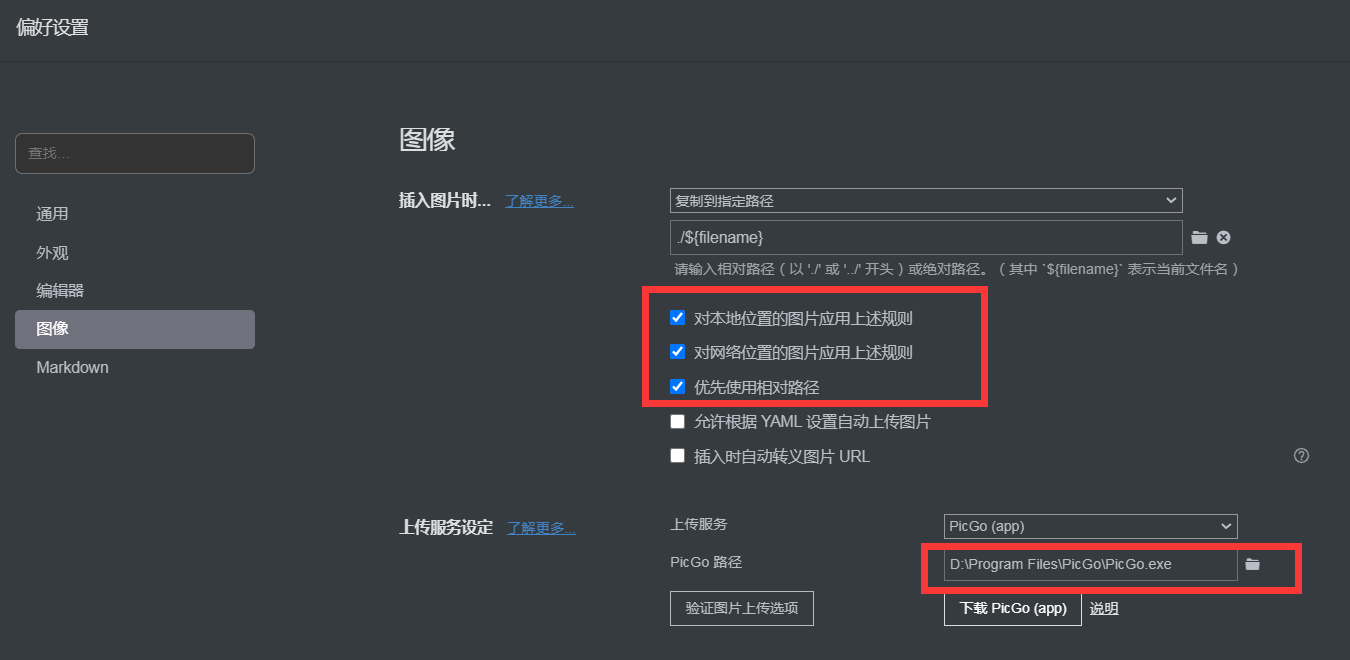 偏好设置
查找...
通用
外观
编辑器
图像
Markdown
图像
插入图片时... 了解更多...
复制到指定路径
./${filename}
请输入相对路径（以 './' 或 '../' 开头）或绝对路径。（其中 `${filename}` 表示当前文件名）
对本地位置的图片应用上述规则
对网络位置的图片应用上述规则
优先使用相对路径
允许根据 YAML 设置自动上传图片
插入时自动转义图片 URL
上传服务设定 了解更多...
上传服务 PicGo (app)
PicGo 路径 D:\Program Files\PicGo\PicGo.exe
验证图片上传选项 下载 PicGo (app) 说明